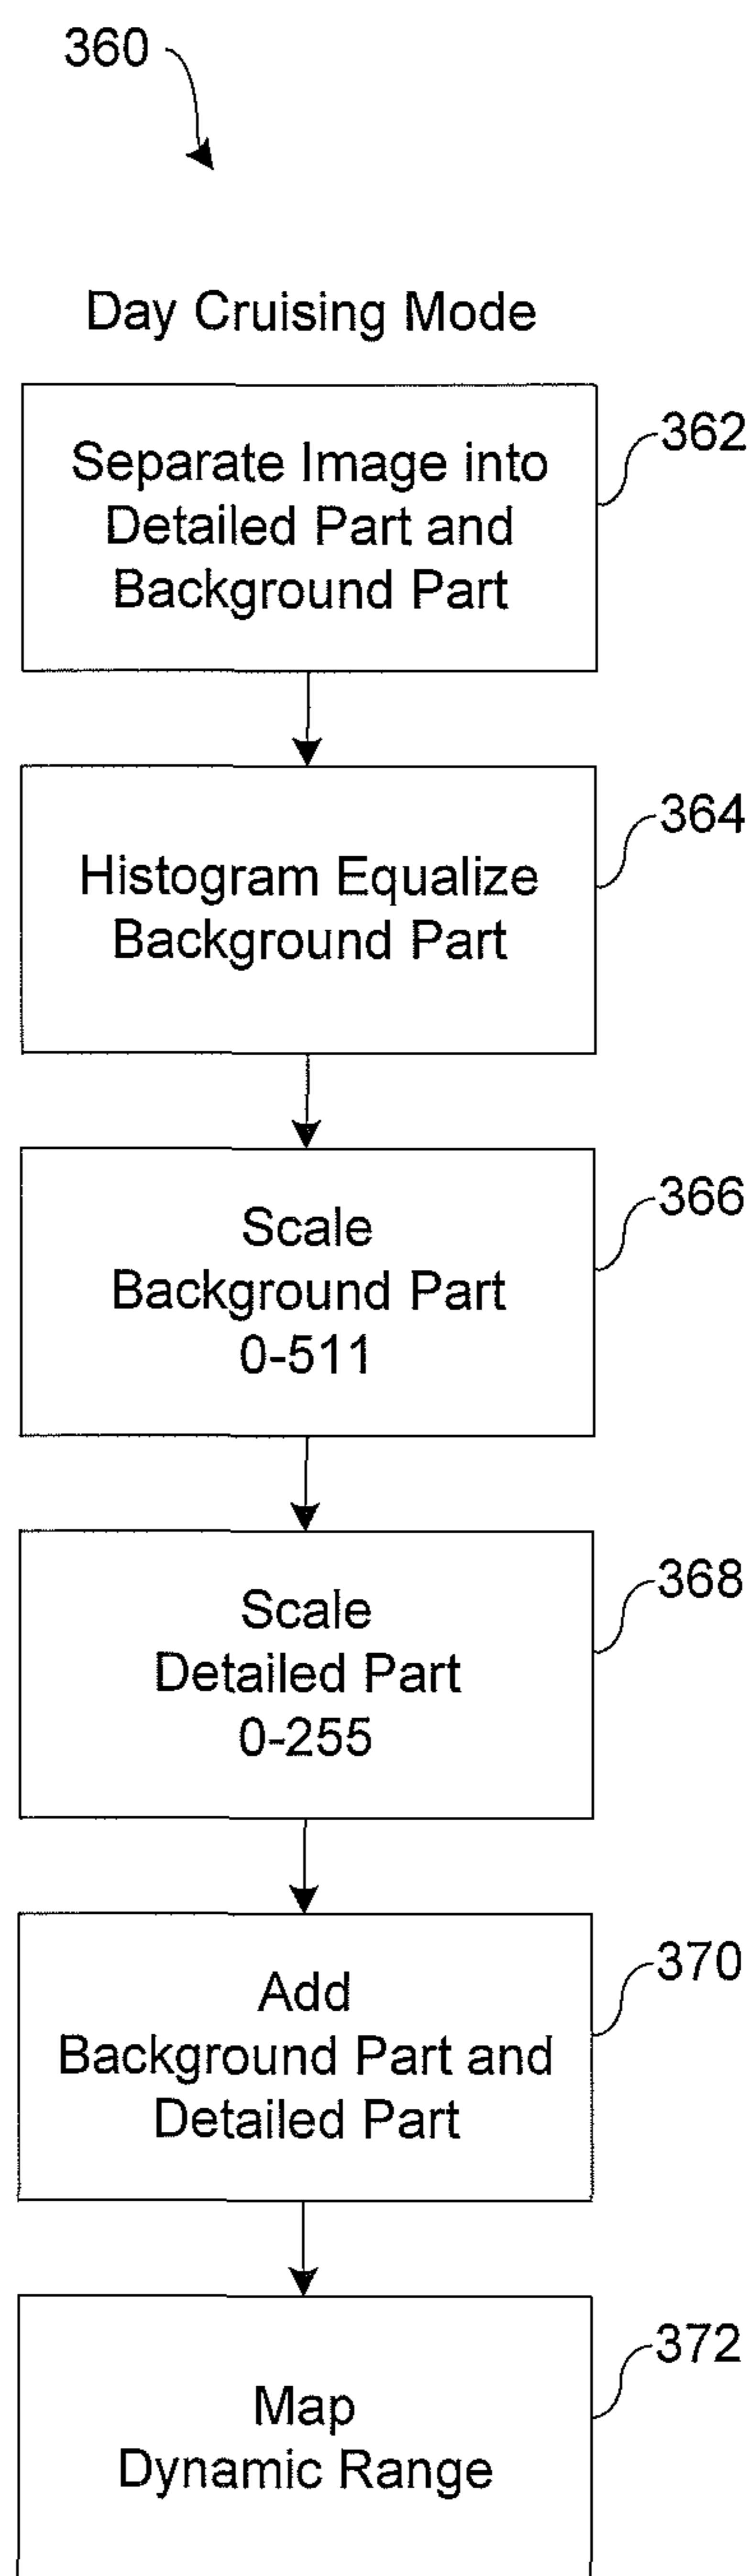 360
Day Cruising Mode
Separate Image into
Detailed Part and
Background Part
362
Histogram Equalize
Background Part
364
Scale
Background Part
0-511
366
Scale
Detailed Part
0-255
368
Add
Background Part and
Detailed Part
370
Map
Dynamic Range
372